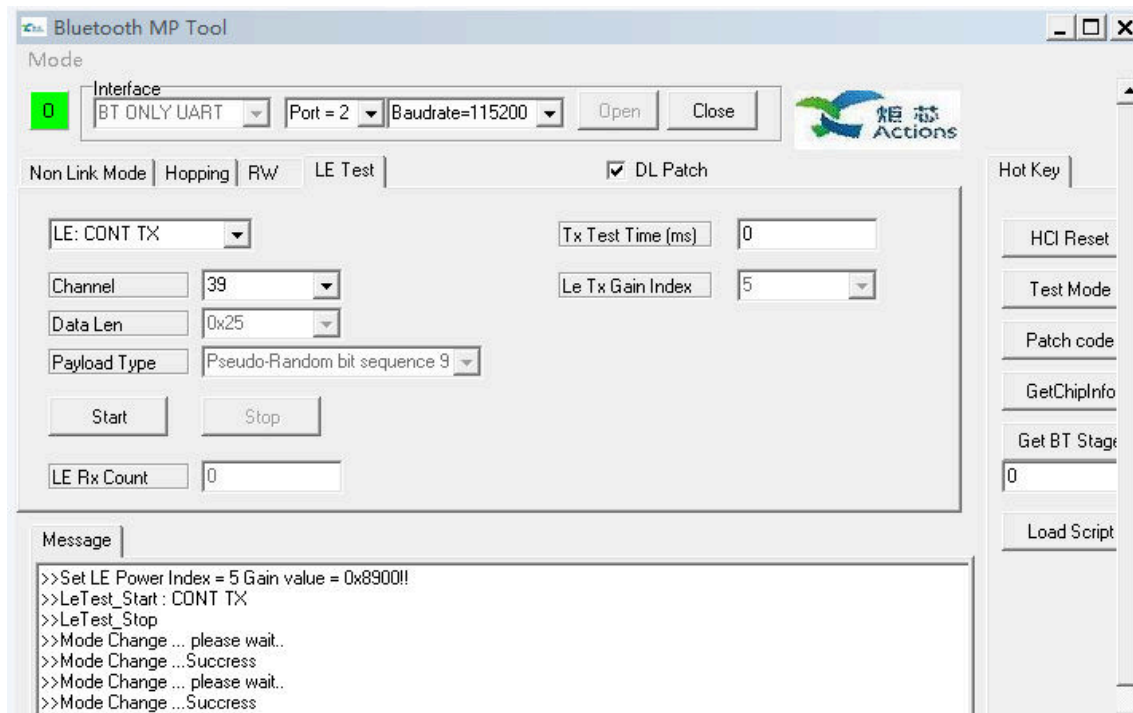 Bluetooth MP Tool
Mode
Interface
0
BT ONLY UART
Port = 2
Baudrate=115200
Open
Close
炬芯
Actions
Non Link Mode
Hopping
RW
LE Test
DL Patch
Hot Key
LE: CONT TX
Tx Test Time (ms)
0
HCI Reset
Channel
39
Le Tx Gain Index
5
Test Mode
Data Len
0x25
Patch code
Payload Type
Pseudo-Random bit sequence 9
GetChipInfo
Start
Stop
Get BT Stage
LE Rx Count
0
0
Load Script
Message
>>Set LE Power Index = 5 Gain value = 0x8900!!
>>LeTest_Start : CONT TX
>>LeTest_Stop
>>Mode Change ... please wait..
>>Mode Change ...Success
>>Mode Change ... please wait..
>>Mode Change ...Success